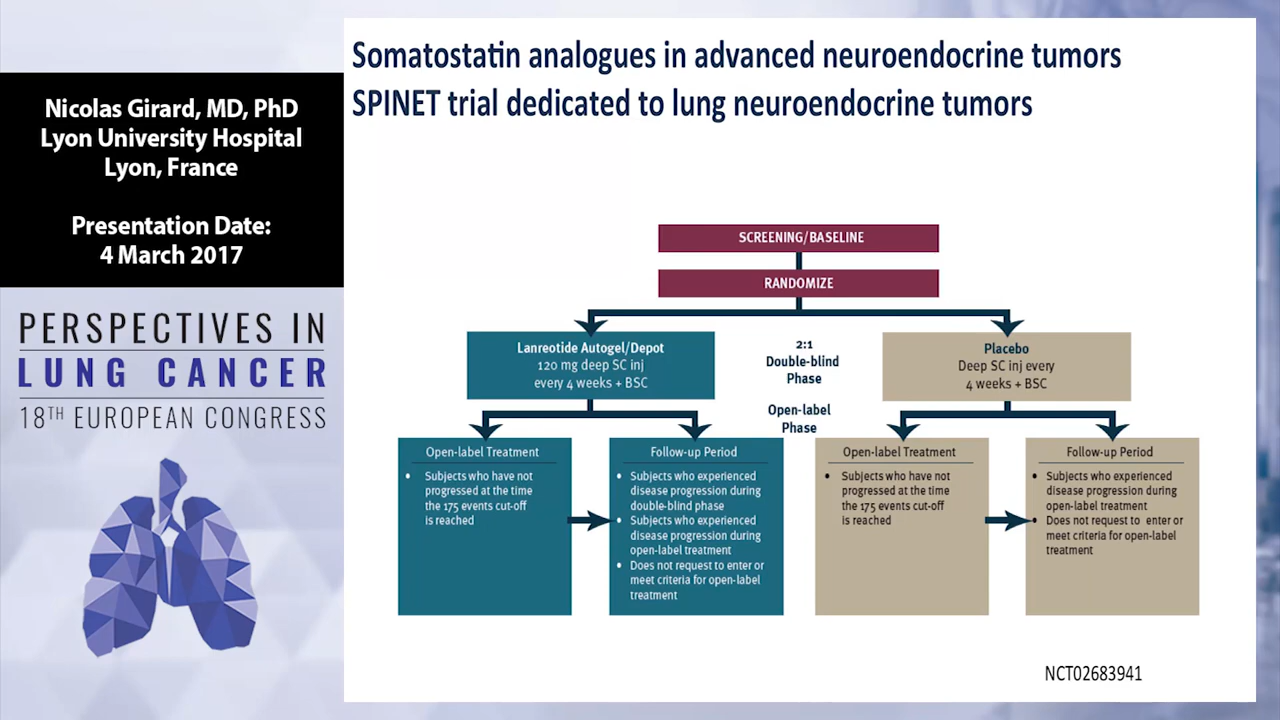 Nicolas Girard, MD, PhD
Lyon University Hospital
Lyon, France
Presentation Date:
4 March 2017
PERSPECTIVES IN
LUNG CANCER
18TH EUROPEAN CONGRESS
Somatostatin analogues in advanced neuroendocrine tumors
SPINET trial dedicated to lung neuroendocrine tumors
SCREENING/BASELINE
RANDOMIZE
Lanreotide Autogel/Depot
120 mg deep SC inj
every 4 weeks + BSC
2:1
Double-blind
Phase
Open-label
Phase
Placebo
Deep SC inj every
4 weeks + BSC
Open-label Treatment
• Subjects who have not
progressed at the time
the 175 events cut-off
is reached
Follow-up Period
• Subjects who experienced
disease progression during
double-blind phase
• Subjects who experienced
disease progression during
open-label treatment
• Does not request to enter or
meet criteria for open-label
treatment
Open-label Treatment
• Subjects who have not
progressed at the time
the 175 events cut-off
is reached
Follow-up Period
• Subjects who experienced
disease progression during
open-label treatment
• Does not request to enter or
meet criteria for open-label
treatment
NCT02683941